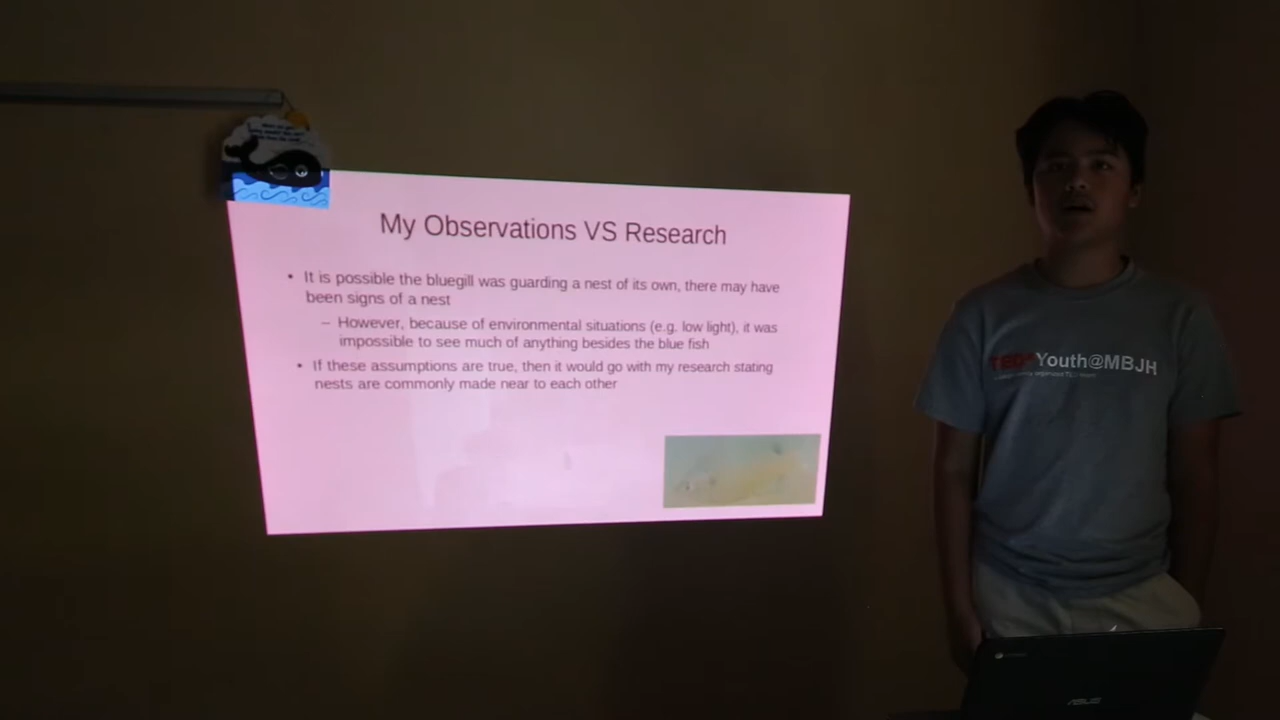 My Observations VS Research
• It is possible the bluegill was guarding a nest of its own, there may have
been signs of a nest
– However, because of environmental situations (e.g. low light), it was
impossible to see much of anything besides the blue fish
• If these assumptions are true, then it would go with my research stating
nests are commonly made near to each other
TEDxYouth@MBJH
ASUS